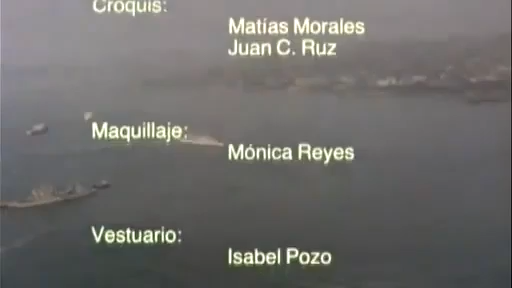 Croquis:
Matías Morales
Juan C. Ruz
Maquillaje:
Mónica Reyes
Vestuario:
Isabel Pozo